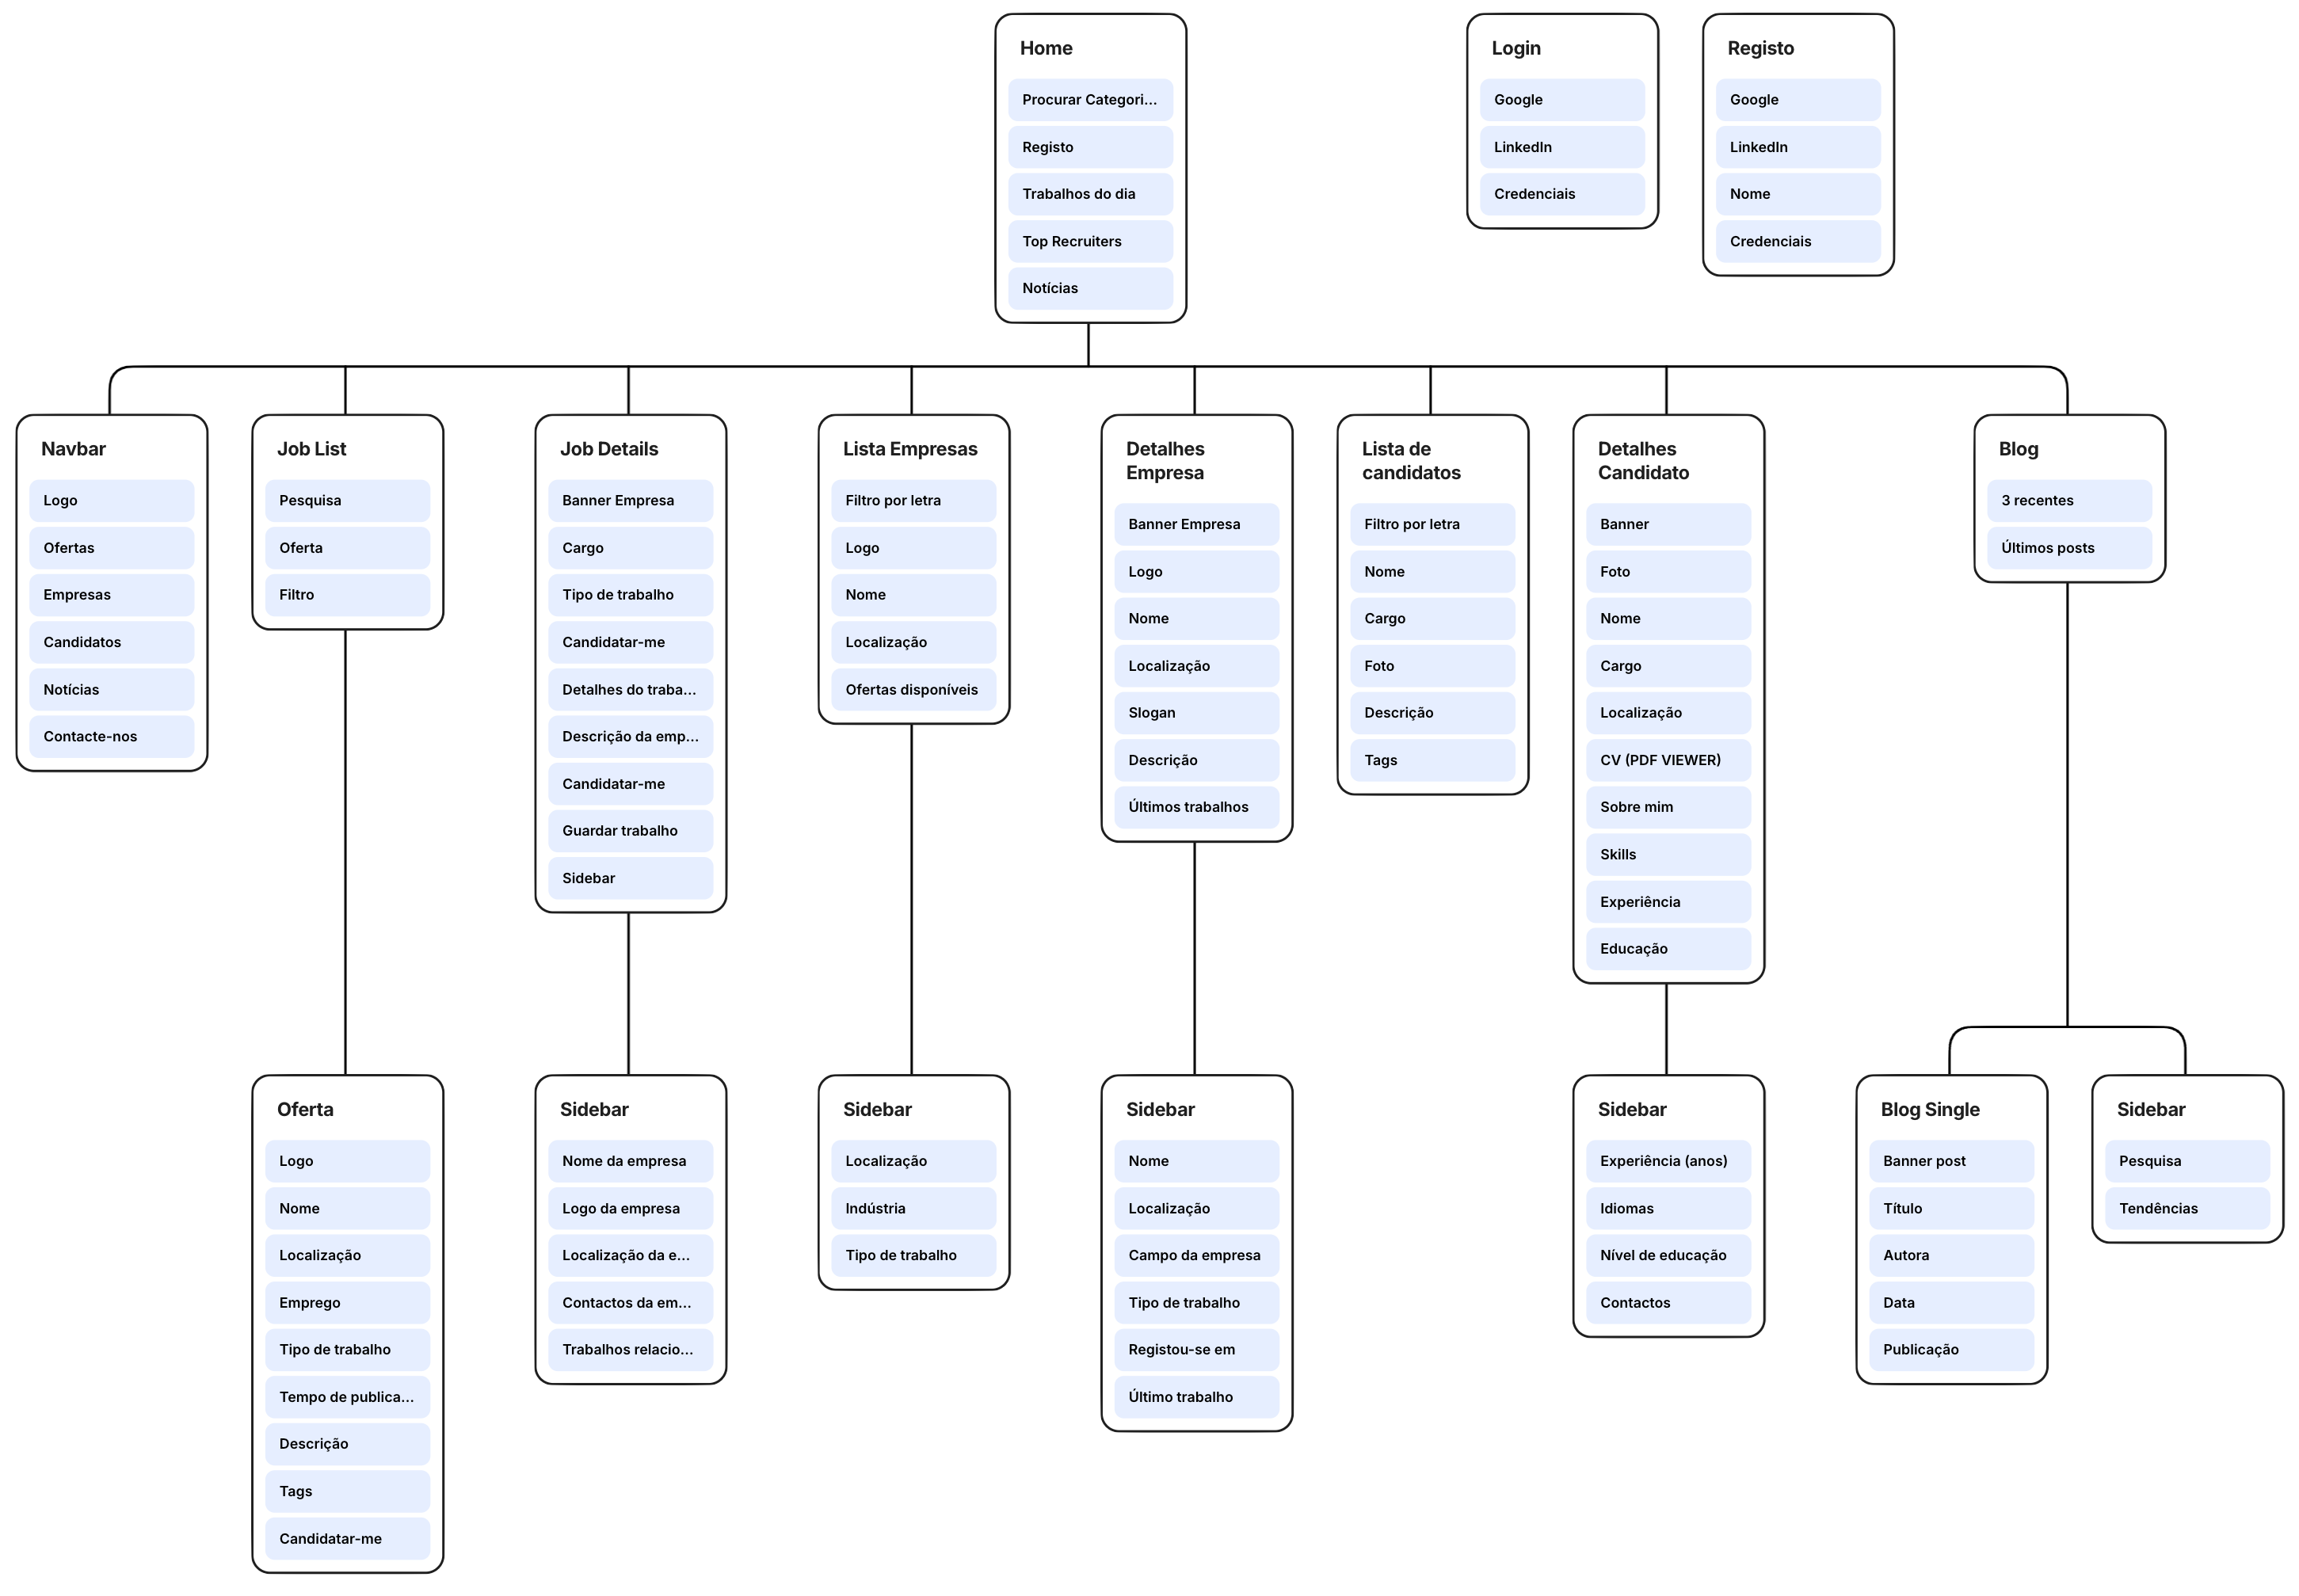 Home
Procurar Categori...
Registo
Trabalhos do dia
Top Recruiters
Notícias
Login
Google
LinkedIn
Credenciais
Registo
Google
LinkedIn
Nome
Credenciais
Navbar
Logo
Ofertas
Empresas
Candidatos
Notícias
Contacte-nos
Job List
Pesquisa
Oferta
Filtro
Job Details
Banner Empresa
Cargo
Tipo de trabalho
Candidatar-me
Detalhes do traba...
Descrição da emp...
Candidatar-me
Guardar trabalho
Sidebar
Lista Empresas
Filtro por letra
Logo
Nome
Localização
Ofertas disponíveis
Detalhes
Empresa
Banner Empresa
Logo
Nome
Localização
Slogan
Descrição
Últimos trabalhos
Lista de
candidatos
Filtro por letra
Nome
Cargo
Foto
Descrição
Tags
Detalhes
Candidato
Banner
Foto
Nome
Cargo
Localização
CV (PDF VIEWER)
Sobre mim
Skills
Experiência
Educação
Blog
3 recentes
Últimos posts
Oferta
Logo
Nome
Localização
Emprego
Tipo de trabalho
Tempo de publica...
Descrição
Tags
Candidatar-me
Sidebar
Nome da empresa
Logo da empresa
Localização da e...
Contactos da em...
Trabalhos relacio...
Sidebar
Localização
Indústria
Tipo de trabalho
Sidebar
Nome
Localização
Campo da empresa
Tipo de trabalho
Registou-se em
Último trabalho
Sidebar
Experiência (anos)
Idiomas
Nível de educação
Contactos
Blog Single
Banner post
Título
Autora
Data
Publicação
Sidebar
Pesquisa
Tendências